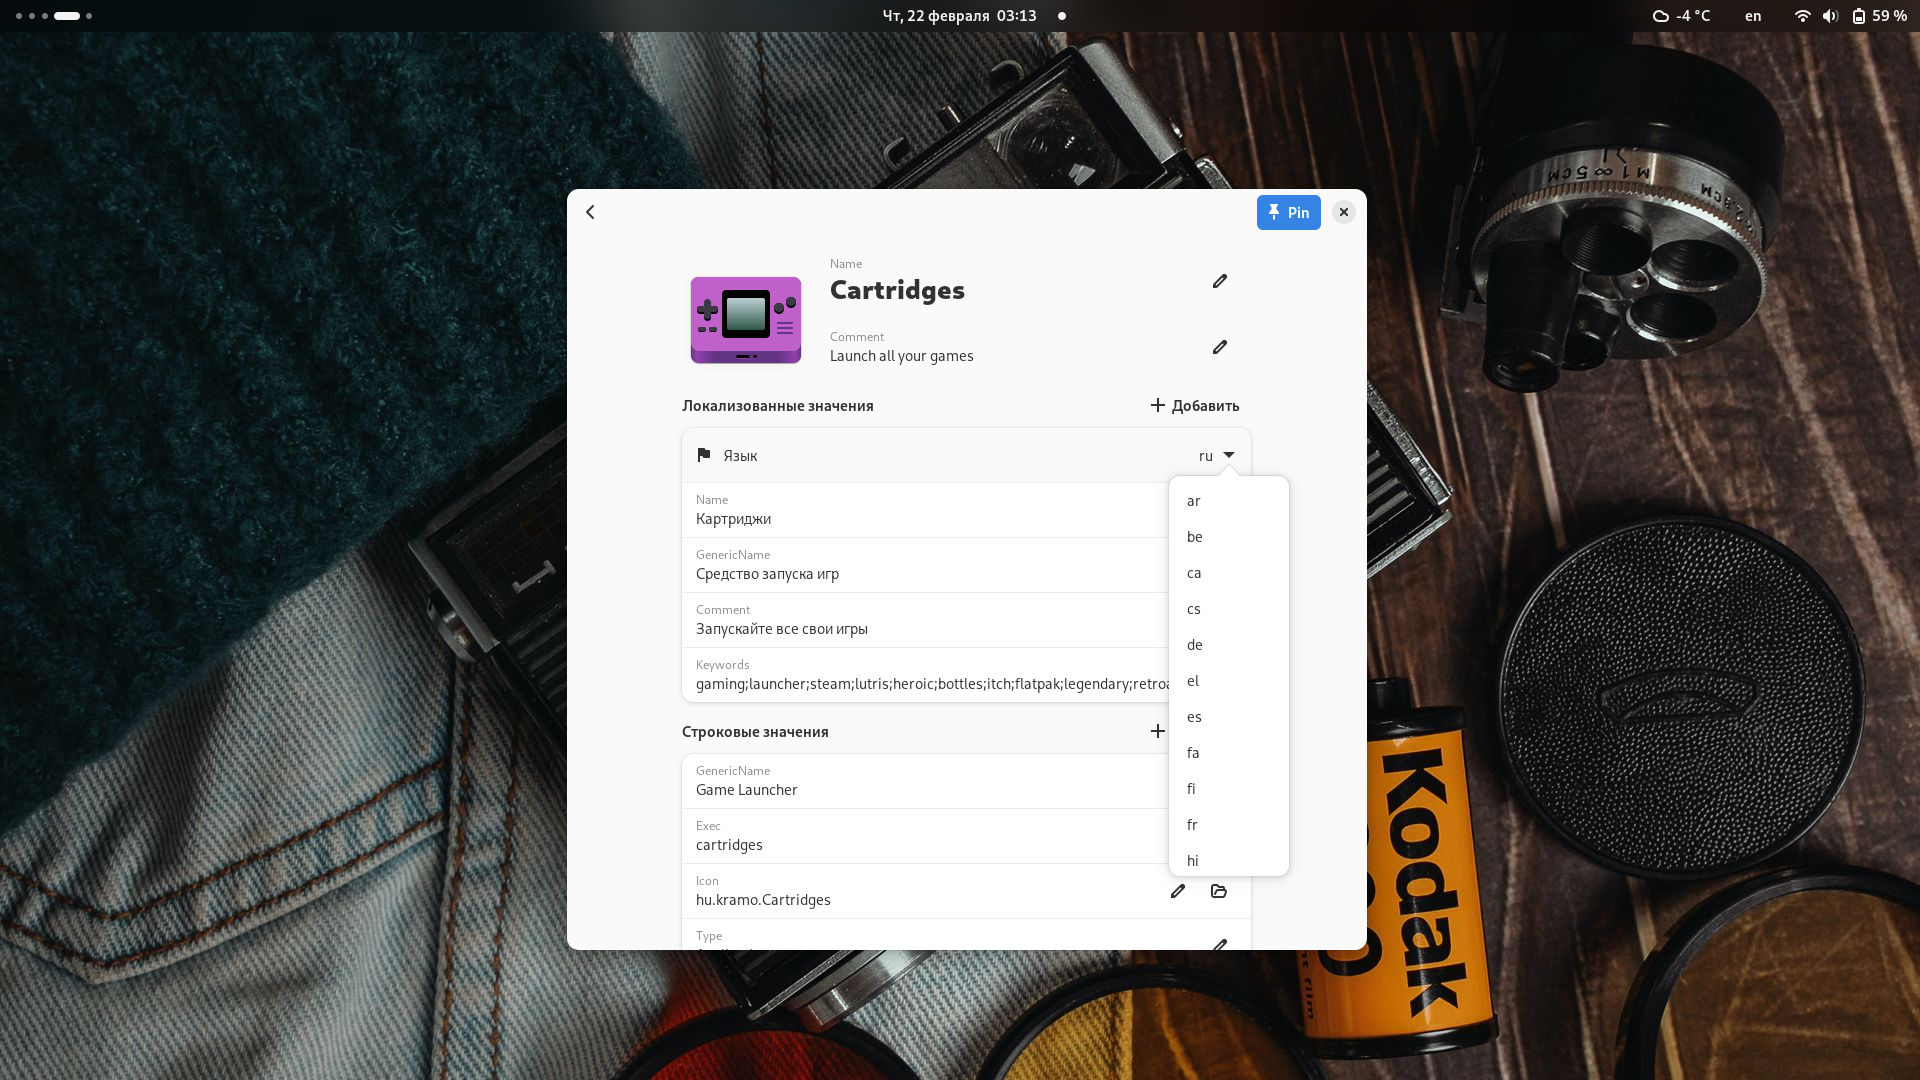 Чт, 22 февраля 03:13
-4 °C
en
59 %
Pin
Name
Cartridges
Comment
Launch all your games
Локализованные значения
Добавить
Язык
ru
Name
Картриджи
GenericName
Средство запуска игр
Comment
Запускайте все свои игры
Keywords
gaming;launcher;steam;lutris;heroic;bottles;itch;flatpak;legendary;retroa
ar
be
ca
cs
de
el
es
fa
fi
fr
hi
Строковые значения
GenericName
Game Launcher
Exec
cartridges
Icon
hu.kramo.Cartridges
Type
Kodak